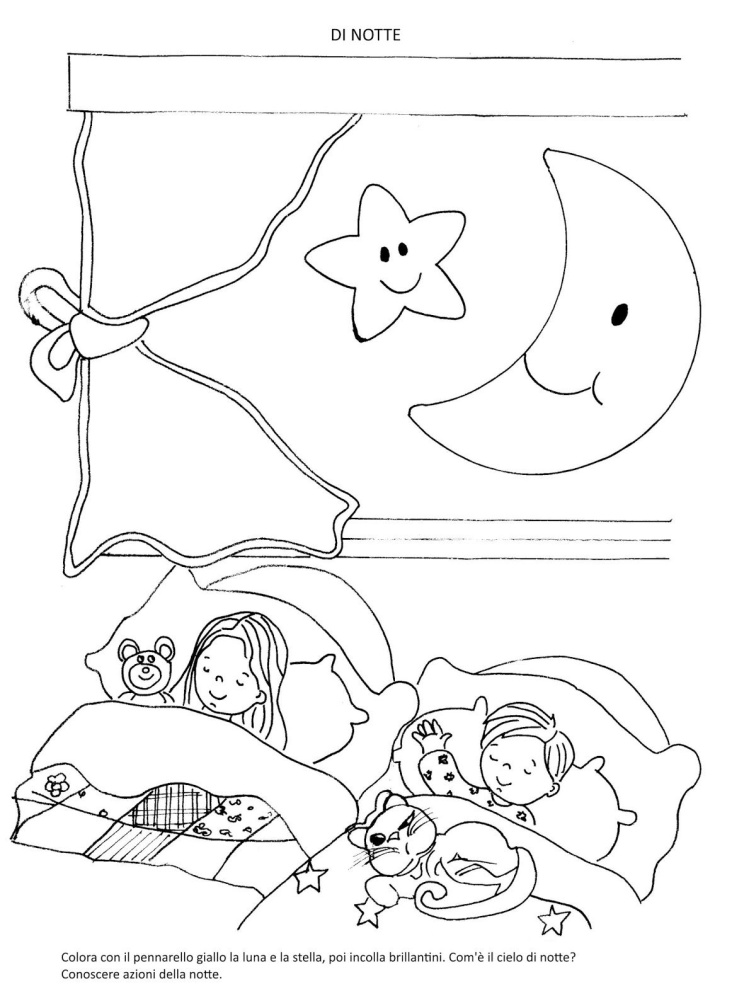 DI NOTTE
Colora con il pennarello giallo la luna e la stella, poi incolla brillantini. Com'è il cielo di notte?
Conoscere azioni della notte.